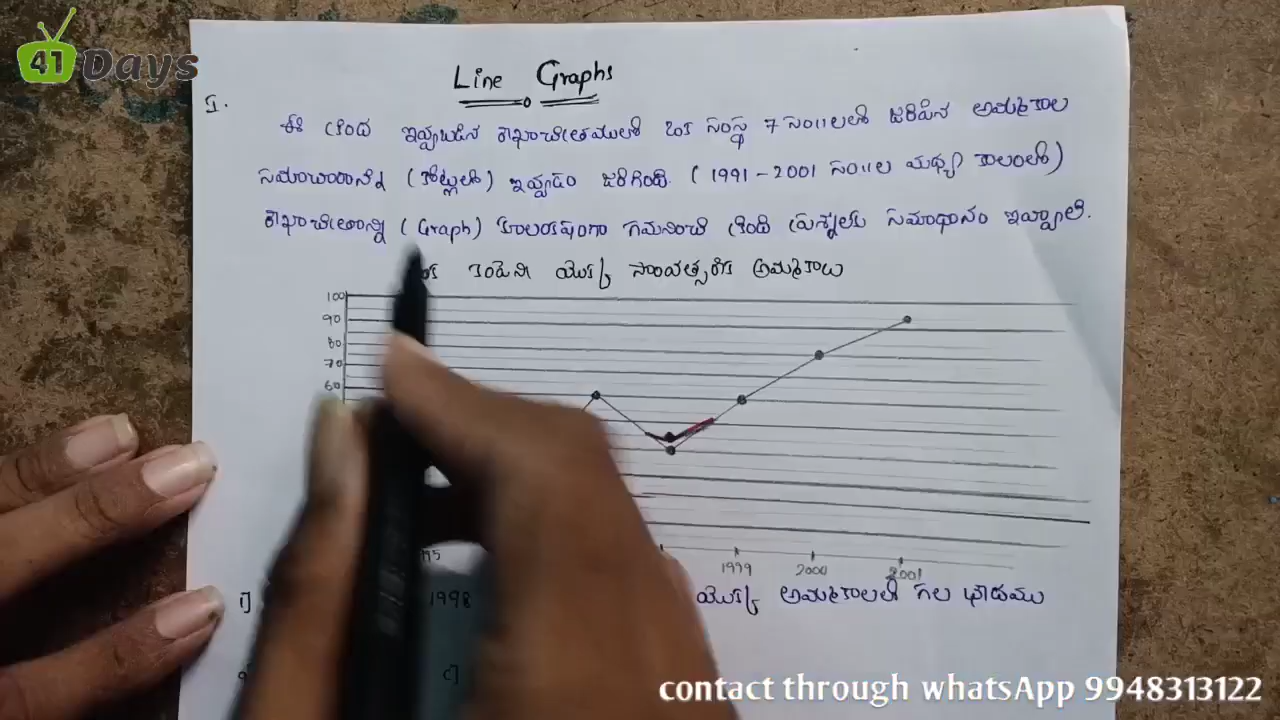 41 Days
Line Graphs
I.
ఈ క్రింద ఇవ్వబడిన రేఖాచిత్రములో ఒక సంస్థ 7 సం॥లలో జరిపిన అమ్మకాల
సమాచారాన్ని (కోట్లలో) ఇవ్వడం జరిగింది. (1991-2001 సం॥ల మధ్య కాలంలో)
రేఖాచిత్రాన్ని (Graph) గమనించి క్రింది ప్రశ్నలకు సమాధానం ఇవ్వాలి.
కంపెనీ యొక్క సాంవత్సరిక అమ్మకాలు
100
90
80
70
60
95 1999 2000 2001
i] 1998 యొక్క అమ్మకాలలో గల భేదము
c]
contact through whatsApp 9948313122